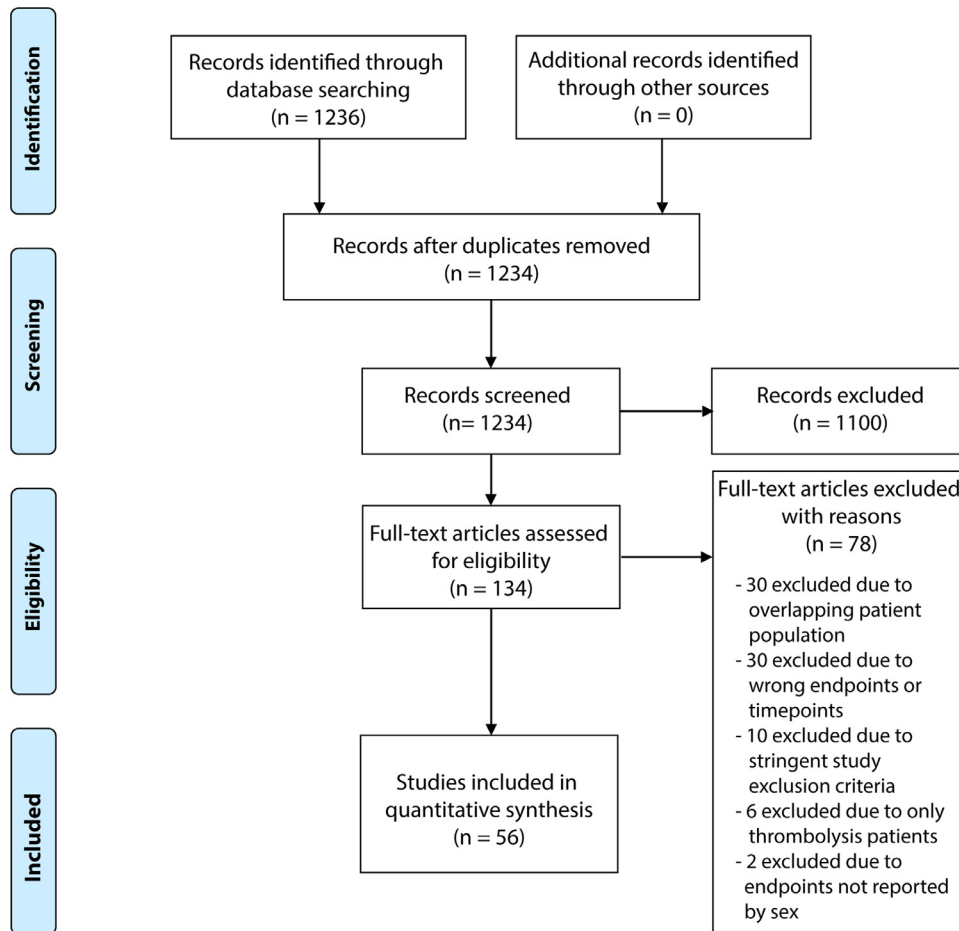 Identification
Records identified through
database searching
(n = 1236)
Additional records identified
through other sources
(n = 0)
Records after duplicates removed
(n = 1234)
Screening
Records screened
(n= 1234)
Records excluded
(n = 1100)
Eligibility
Full-text articles assessed
for eligibility
(n = 134)
Full-text articles excluded
with reasons
(n = 78)
- 30 excluded due to
overlapping patient
population
- 30 excluded due to
wrong endpoints or
timepoints
- 10 excluded due to
stringent study
exclusion criteria
- 6 excluded due to only
thrombolysis patients
- 2 excluded due to
endpoints not reported
by sex
Included
Studies included in
quantitative synthesis
(n = 56)